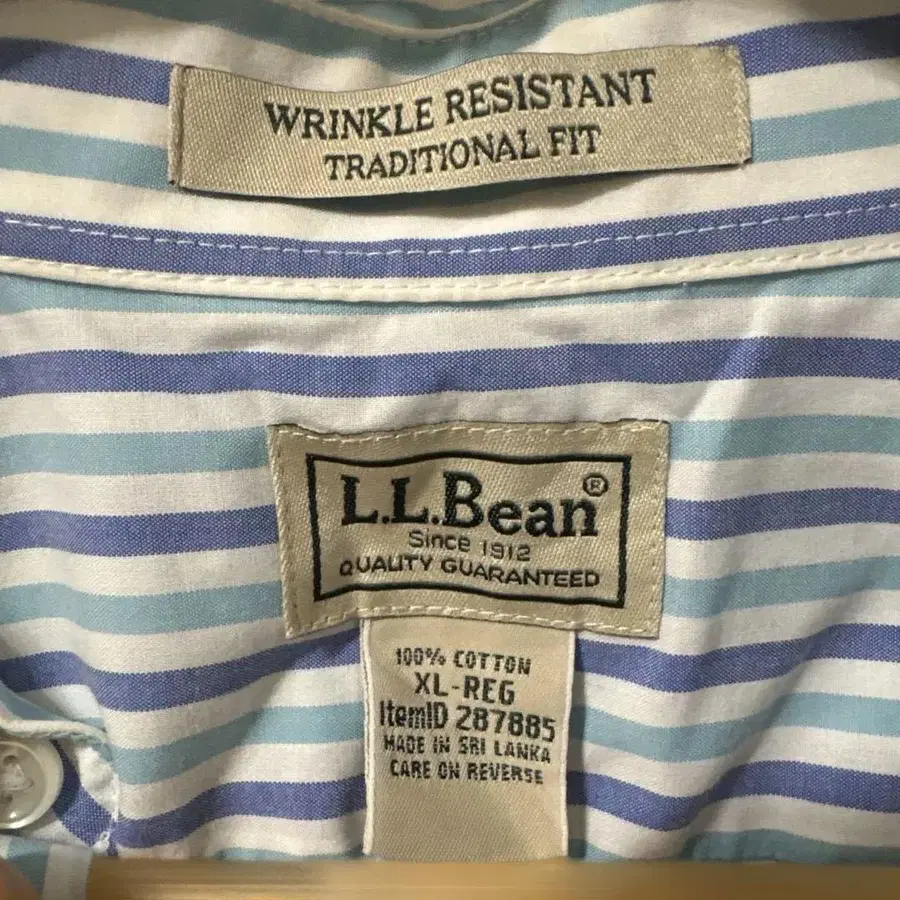 WRINKLE RESISTANT
TRADITIONAL FIT
L.L.Bean®
Since 1912
QUALITY GUARANTEED
100% COTTON
XL-REG
ItemID 287885
MADE IN SRI LANKA
CARE ON REVERSE